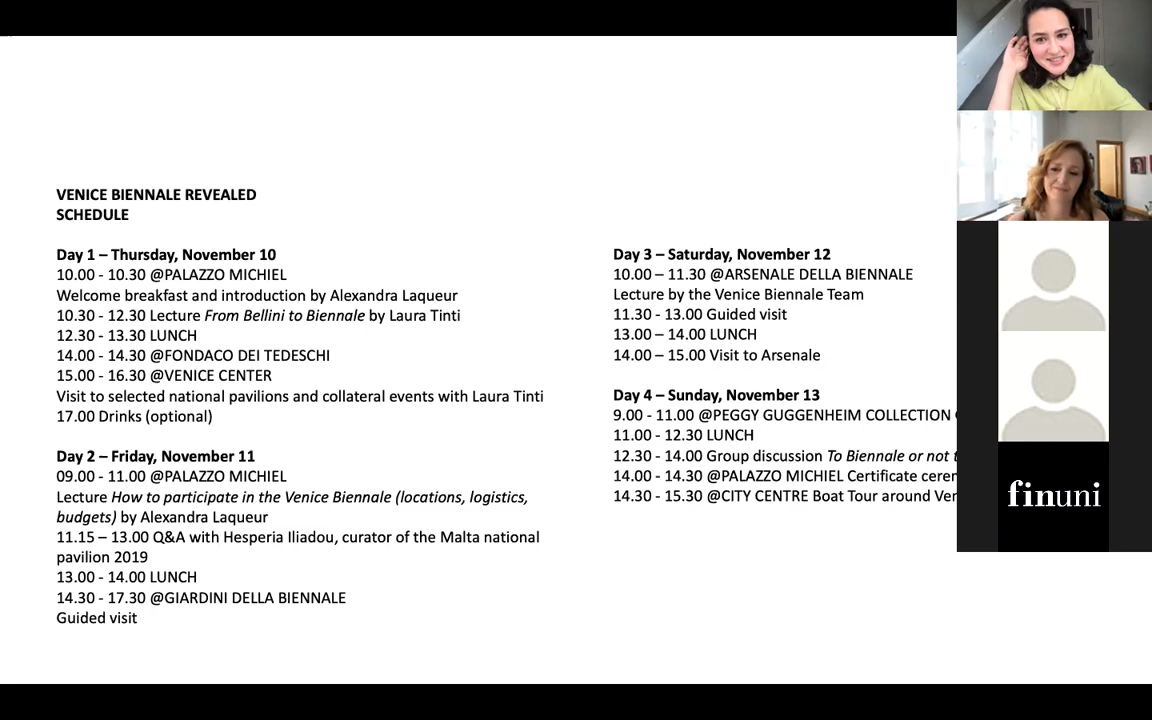 VENICE BIENNALE REVEALED
SCHEDULE
Day 1 – Thursday, November 10
10.00 - 10.30 @PALAZZO MICHIEL
Welcome breakfast and introduction by Alexandra Laqueur
10.30 - 12.30 Lecture From Bellini to Biennale by Laura Tinti
12.30 - 13.30 LUNCH
14.00 - 14.30 @FONDACO DEI TEDESCHI
15.00 - 16.30 @VENICE CENTER
Visit to selected national pavilions and collateral events with Laura Tinti
17.00 Drinks (optional)
Day 2 – Friday, November 11
09.00 - 11.00 @PALAZZO MICHIEL
Lecture How to participate in the Venice Biennale (locations, logistics,
budgets) by Alexandra Laqueur
11.15 – 13.00 Q&A with Hesperia Iliadou, curator of the Malta national
pavilion 2019
13.00 - 14.00 LUNCH
14.30 - 17.30 @GIARDINI DELLA BIENNALE
Guided visit
Day 3 – Saturday, November 12
10.00 – 11.30 @ARSENALE DELLA BIENNALE
Lecture by the Venice Biennale Team
11.30 - 13.00 Guided visit
13.00 – 14.00 LUNCH
14.00 – 15.00 Visit to Arsenale
Day 4 – Sunday, November 13
9.00 - 11.00 @PEGGY GUGGENHEIM COLLECTION
11.00 - 12.30 LUNCH
12.30 - 14.00 Group discussion To Biennale or not
14.00 - 14.30 @PALAZZO MICHIEL Certificate
14.30 - 15.30 @CITY CENTRE Boat Tour around
finuni